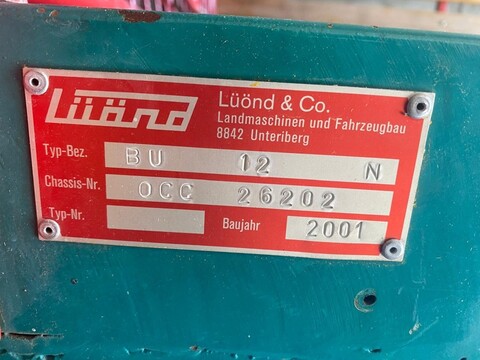 Lüönd
Lüönd & Co.
Landmaschinen und Fahrzeugbau
8842 Unteriberg
Typ-Bez. BU 12 N
Chassis-Nr. OCC 26202
Typ-Nr. Baujahr 2001